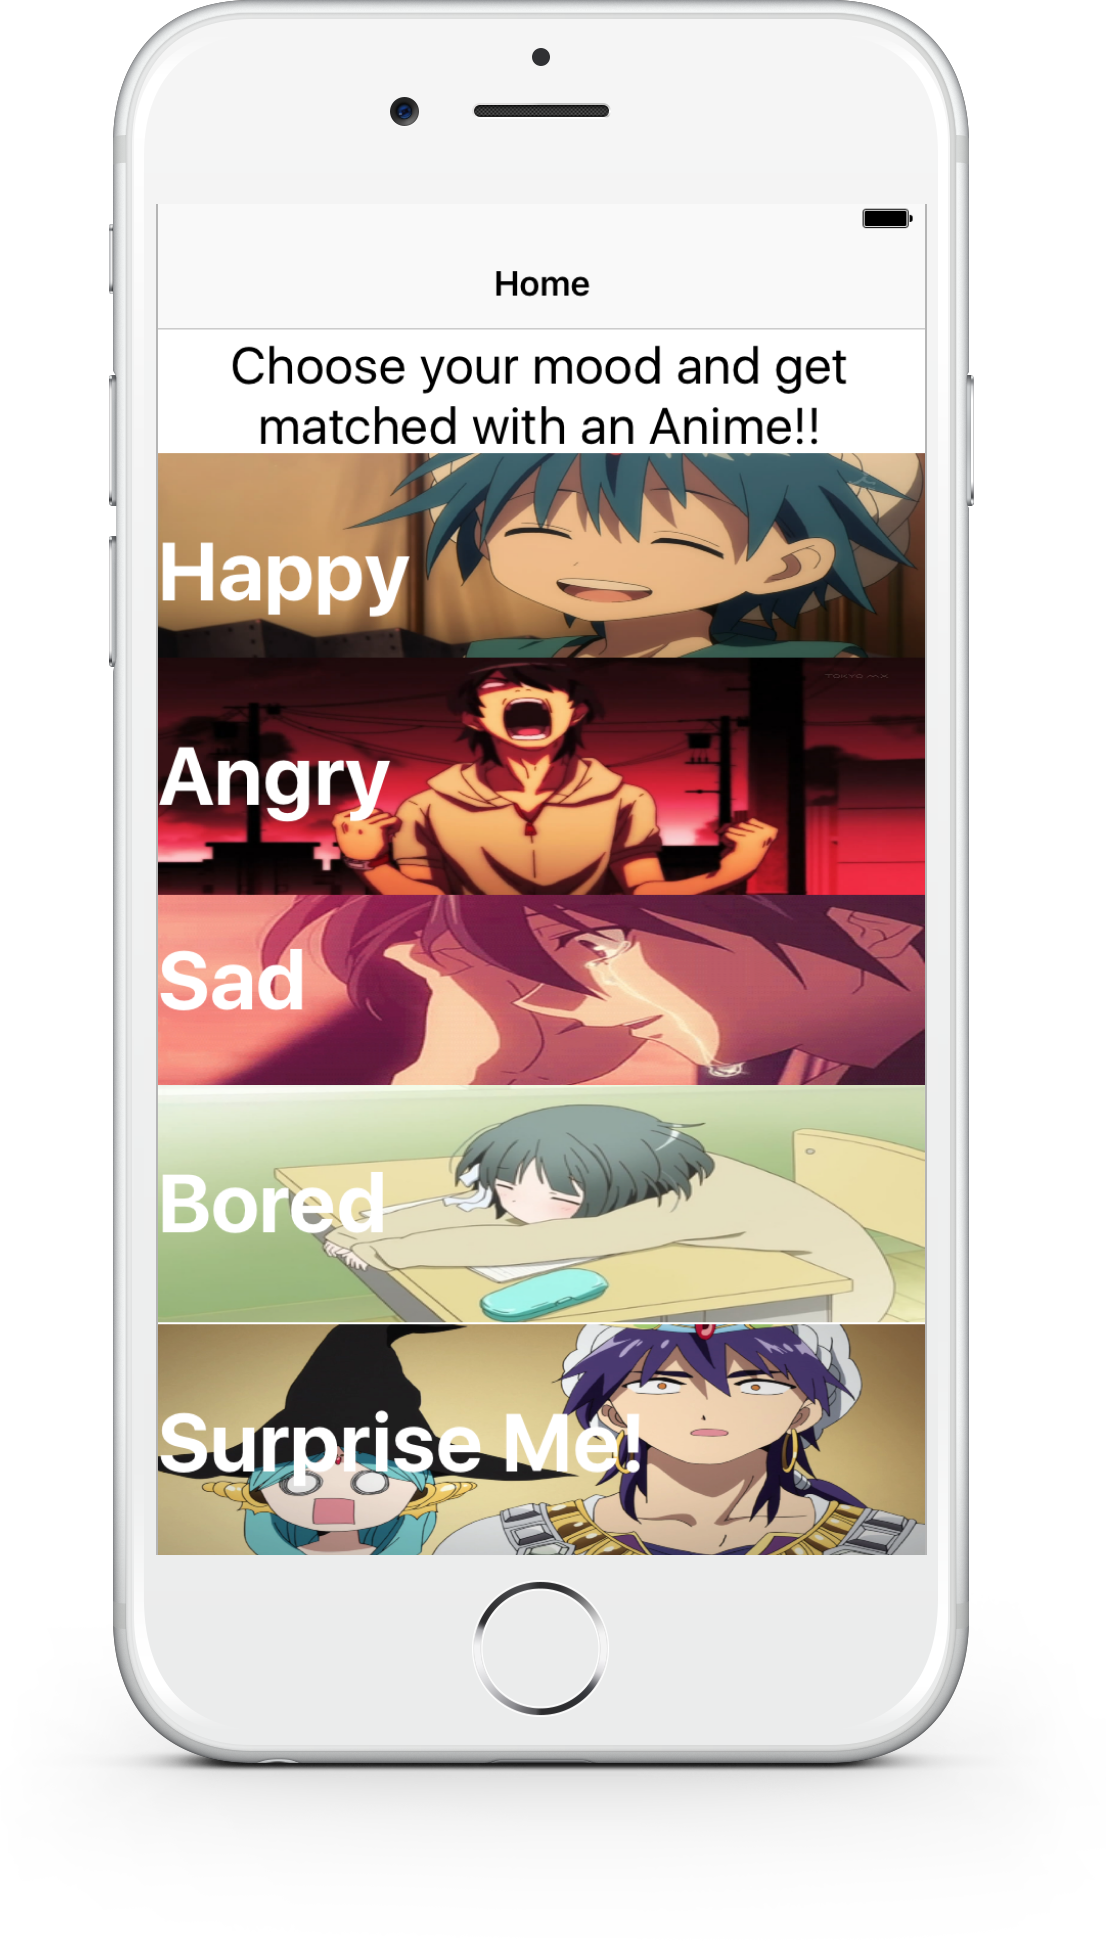 Home
Choose your mood and get
matched with an Anime!!
Happy
TOKYO MX
Angry
Sad
Bored
Surprise Me!